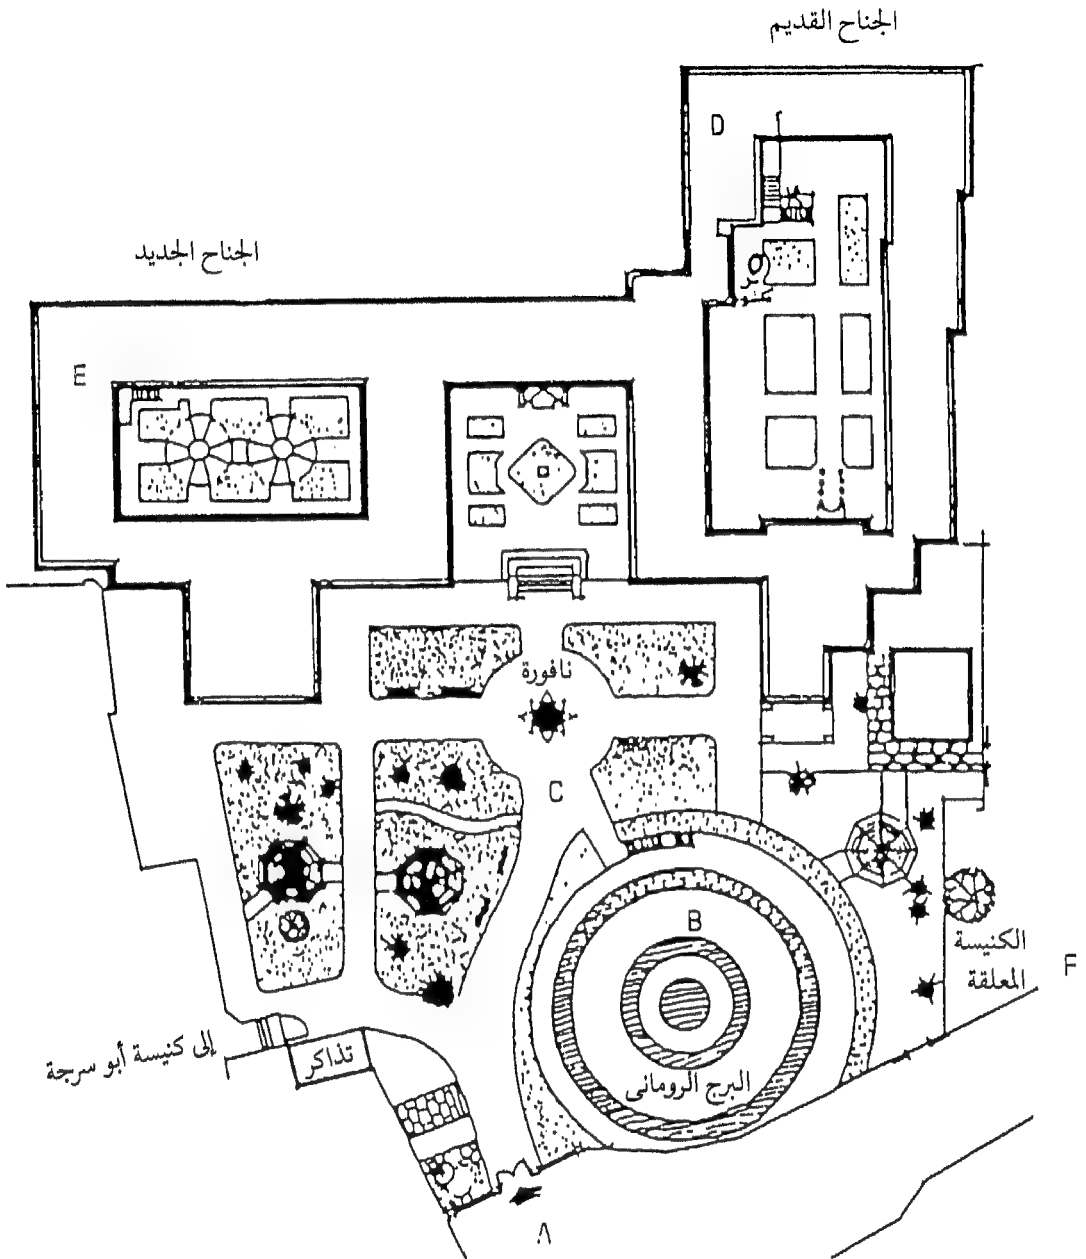 الجناح القديم
D
الجناح الجديد
E
نافورة
C
B
الكنيسة
المعلقة
F
إلى كنيسة أبو سرجة
تذاكر
البرج الرومانى
A